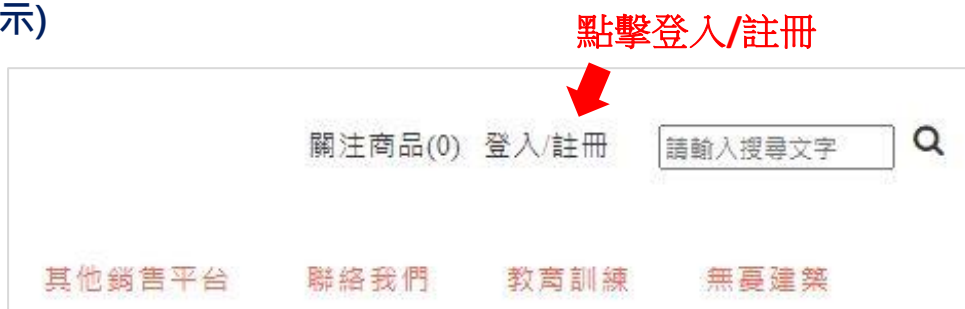 示)
點擊登入/註冊
關注商品(0) 登入/註冊 請輸入搜尋文字
其他銷售平台 聯絡我們 教育訓練 無憂建築